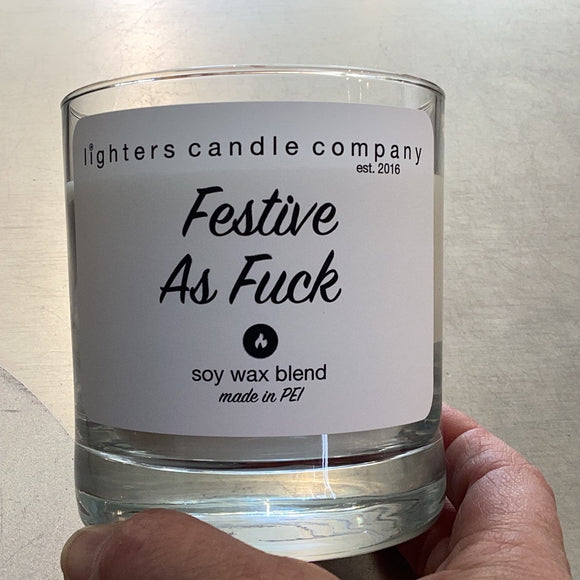 lighters candle company
est. 2016
Festive
As Fuck
soy wax blend
made in PEI